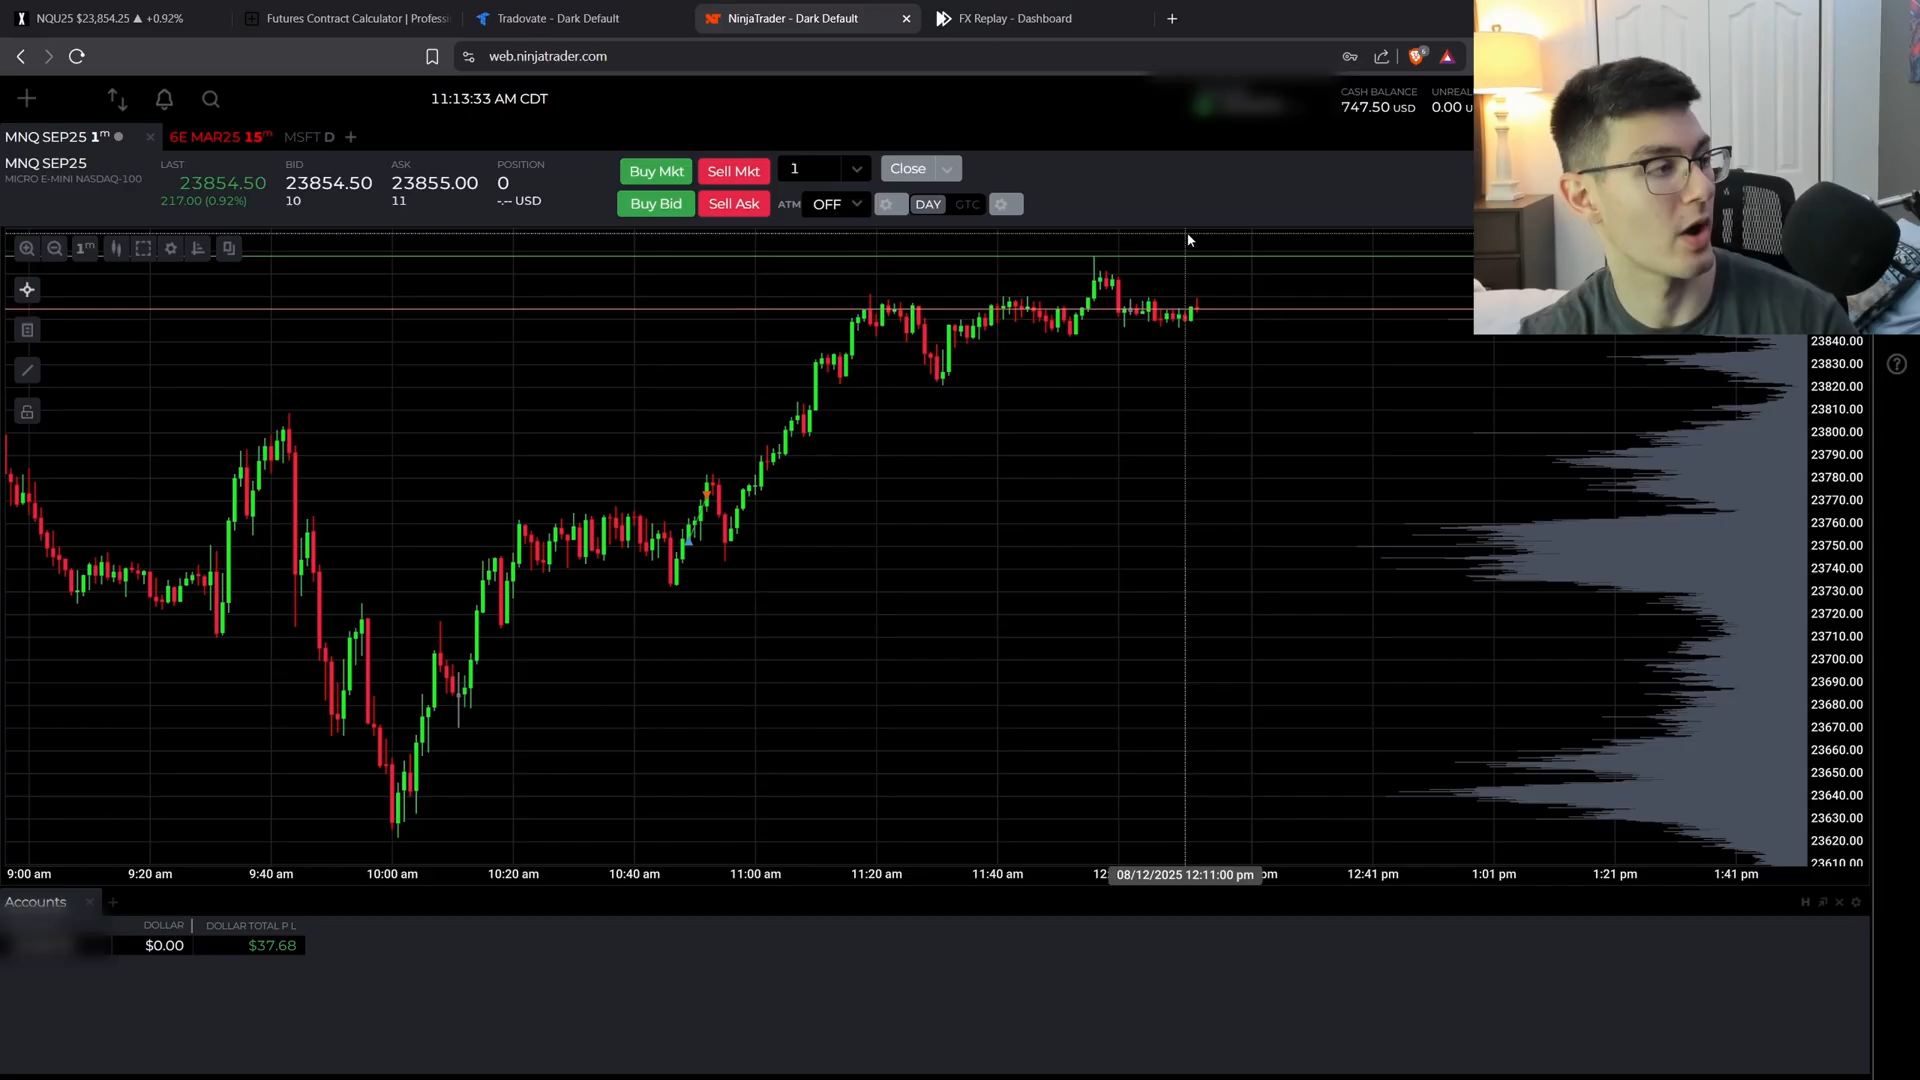 NQU25 $23,854.25 ▲ +0.92%
Futures Contract Calculator | Profess
Tradovate - Dark Default
NinjaTrader - Dark Default
FX Replay - Dashboard
web.ninjatrader.com
6
11:13:33 AM CDT
CASH BALANCE
747.50 USD
UNREAL
0.00 U
MNQ SEP25 1m
6E MAR25 15m
MSFT D
MNQ SEP25
MICRO E-MINI NASDAQ-100
LAST
23854.50
217.00 (0.92%)
BID
23854.50
10
ASK
23855.00
11
POSITION
0
-.-- USD
Buy Mkt
Sell Mkt
1
Close
Buy Bid
Sell Ask
ATM
OFF
DAY
GTC
1m
23840.00
23830.00
23820.00
23810.00
23800.00
23790.00
23780.00
23770.00
23760.00
23750.00
23740.00
23730.00
23720.00
23710.00
23700.00
23690.00
23680.00
23670.00
23660.00
23650.00
23640.00
23630.00
23620.00
23610.00
9:00 am
9:20 am
9:40 am
10:00 am
10:20 am
10:40 am
11:00 am
11:20 am
11:40 am
12:
08/12/2025 12:11:00 pm
om
12:41 pm
1:01 pm
1:21 pm
1:41 pm
Accounts
H
DOLLAR
DOLLAR TOTAL P L
$0.00
$37.68